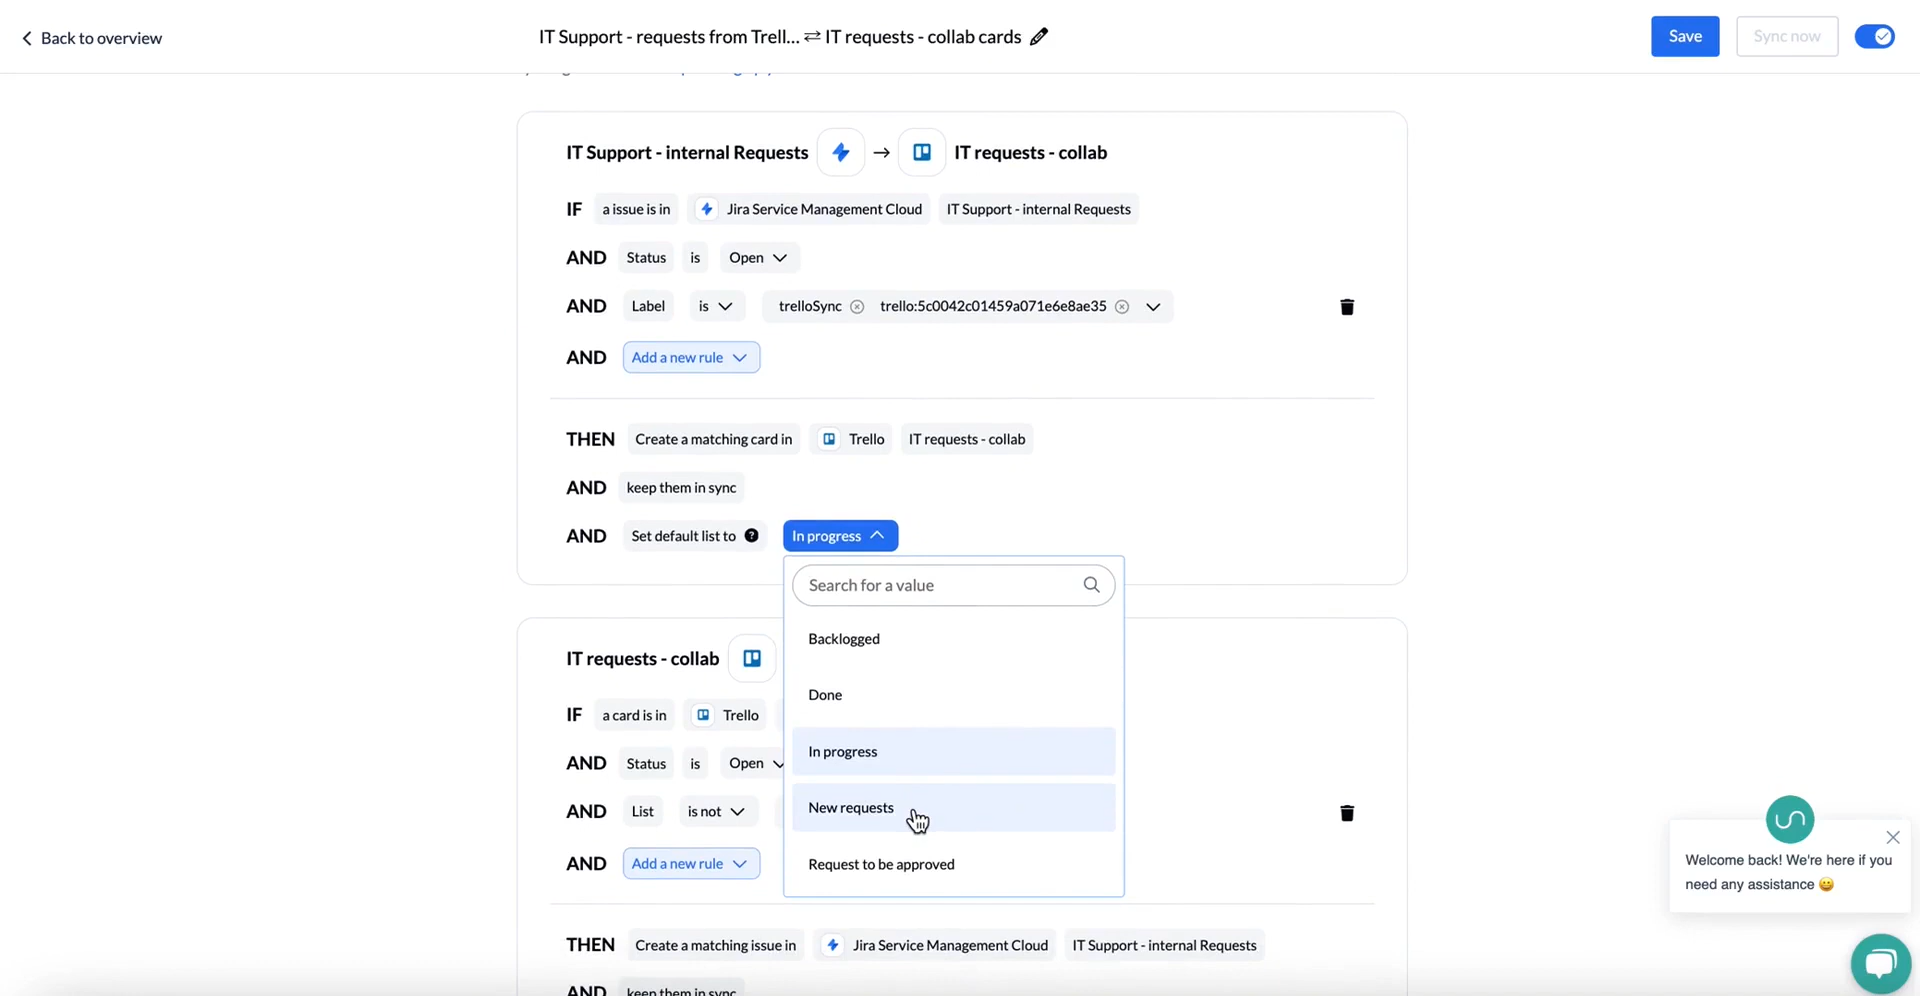 Back to overview
IT Support - requests from Trell... ⇄ IT requests - collab cards
Save
Sync now
IT Support - internal Requests → IT requests - collab
IF a issue is in Jira Service Management Cloud IT Support - internal Requests
AND Status is Open
AND Label is trelloSync trello:5c0042c01459a071e6e8ae35
AND Add a new rule
THEN Create a matching card in Trello IT requests - collab
AND keep them in sync
AND Set default list to In progress
Search for a value
Backlogged
Done
In progress
New requests
Request to be approved
IT requests - collab
IF a card is in Trello
AND Status is Open
AND List is not
AND Add a new rule
THEN Create a matching issue in Jira Service Management Cloud IT Support - internal Requests
AND keep them in sync
Welcome back! We're here if you
need any assistance 😀